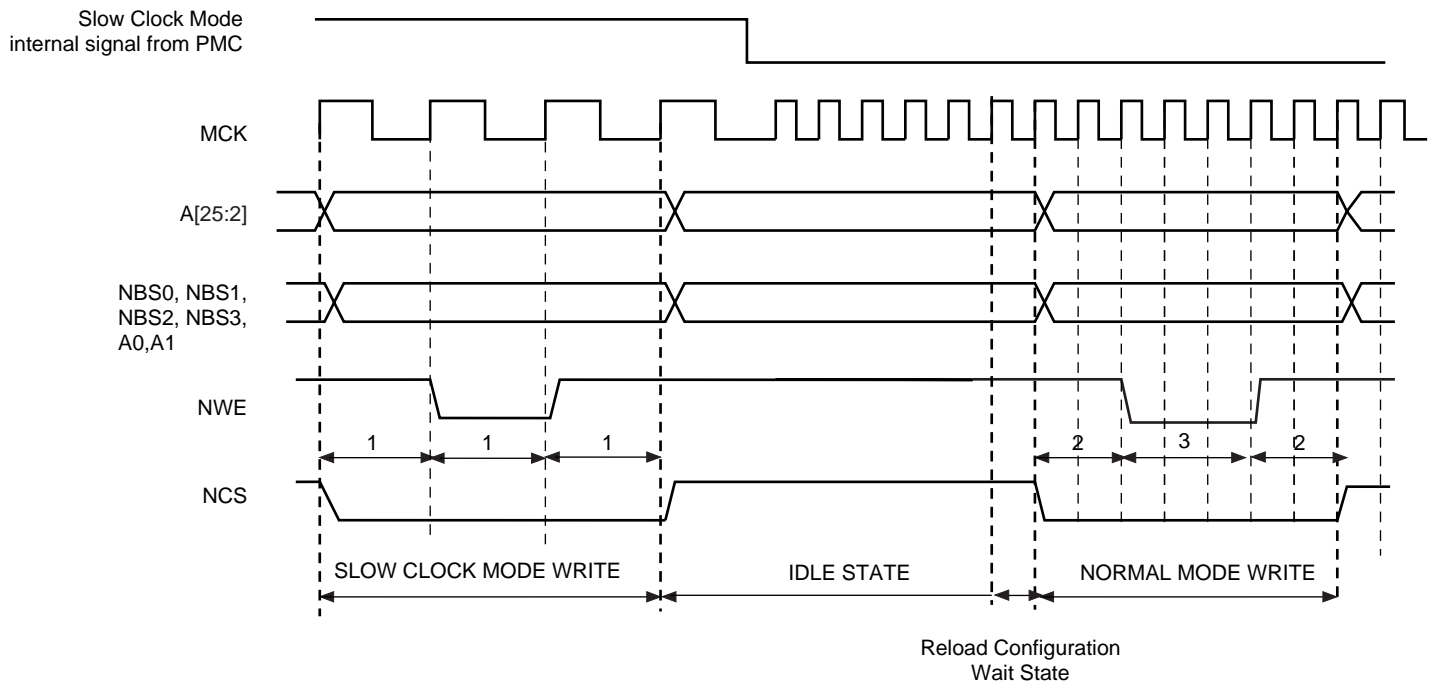 Slow Clock Mode
internal signal from PMC
MCK
A[25:2]
NBS0, NBS1,
NBS2, NBS3,
A0,A1
NWE
1 1 1 2 3 2
NCS
SLOW CLOCK MODE WRITE IDLE STATE NORMAL MODE WRITE
Reload Configuration
Wait State